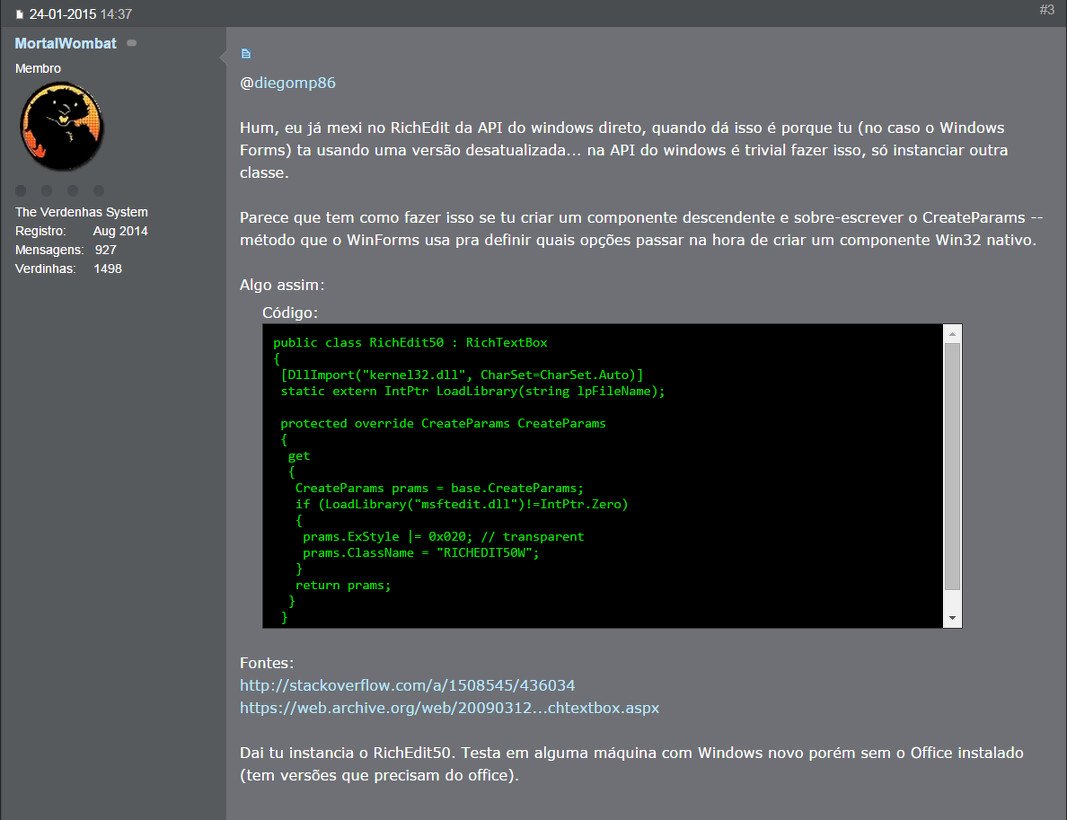 24-01-2015 14:37
#3
MortalWombat
Membro
The Verdenhas System
Registro: Aug 2014
Mensagens: 927
Verdinhas: 1498
@diegomp86
Hum, eu já mexi no RichEdit da API do windows direto, quando dá isso é porque tu (no caso o Windows
Forms) ta usando uma versão desatualizada... na API do windows é trivial fazer isso, só instanciar outra
classe.
Parece que tem como fazer isso se tu criar um componente descendente e sobre-escrever o CreateParams --
método que o WinForms usa pra definir quais opções passar na hora de criar um componente Win32 nativo.
Algo assim:
Código:
public class RichEdit50 : RichTextBox
{
[DllImport("kernel32.dll", CharSet=CharSet.Auto)]
static extern IntPtr LoadLibrary(string lpFileName);
protected override CreateParams CreateParams
{
get
{
CreateParams prams = base.CreateParams;
if (LoadLibrary("msftedit.dll")!=IntPtr.Zero)
{
prams.ExStyle |= 0x020; // transparent
prams.ClassName = "RICHEDIT50W";
}
return prams;
}
}
Fontes:
http://stackoverflow.com/a/1508545/436034
https://web.archive.org/web/20090312...chtextbox.aspx
Dai tu instancia o RichEdit50. Testa em alguma máquina com Windows novo porém sem o Office instalado
(tem versões que precisam do office).